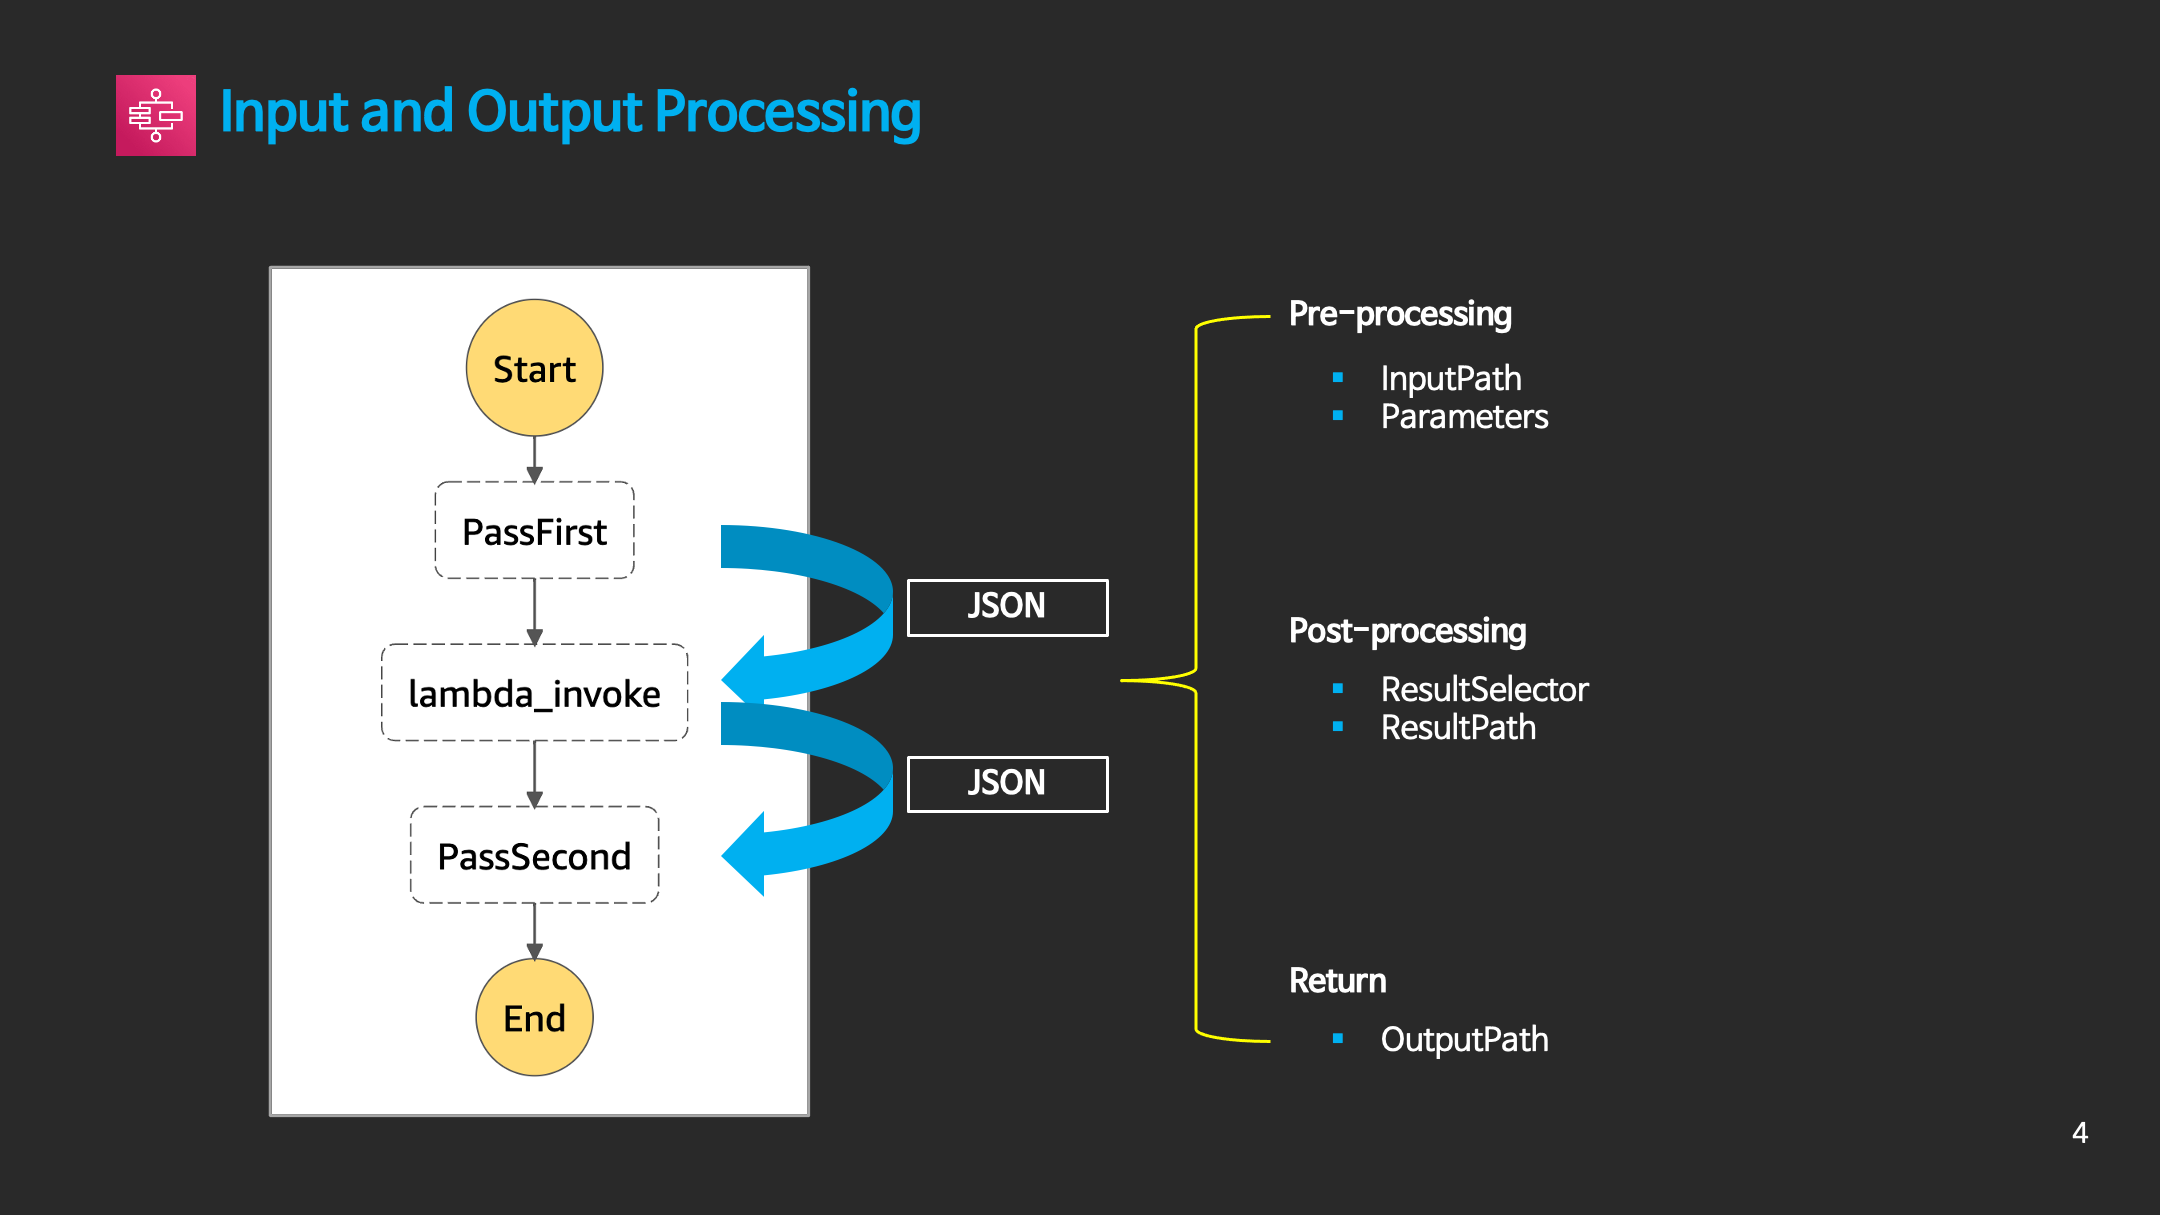 Input and Output Processing
Start
PassFirst
lambda_invoke
PassSecond
End
JSON
JSON
Pre-processing
InputPath
Parameters
Post-processing
ResultSelector
ResultPath
Return
OutputPath
4